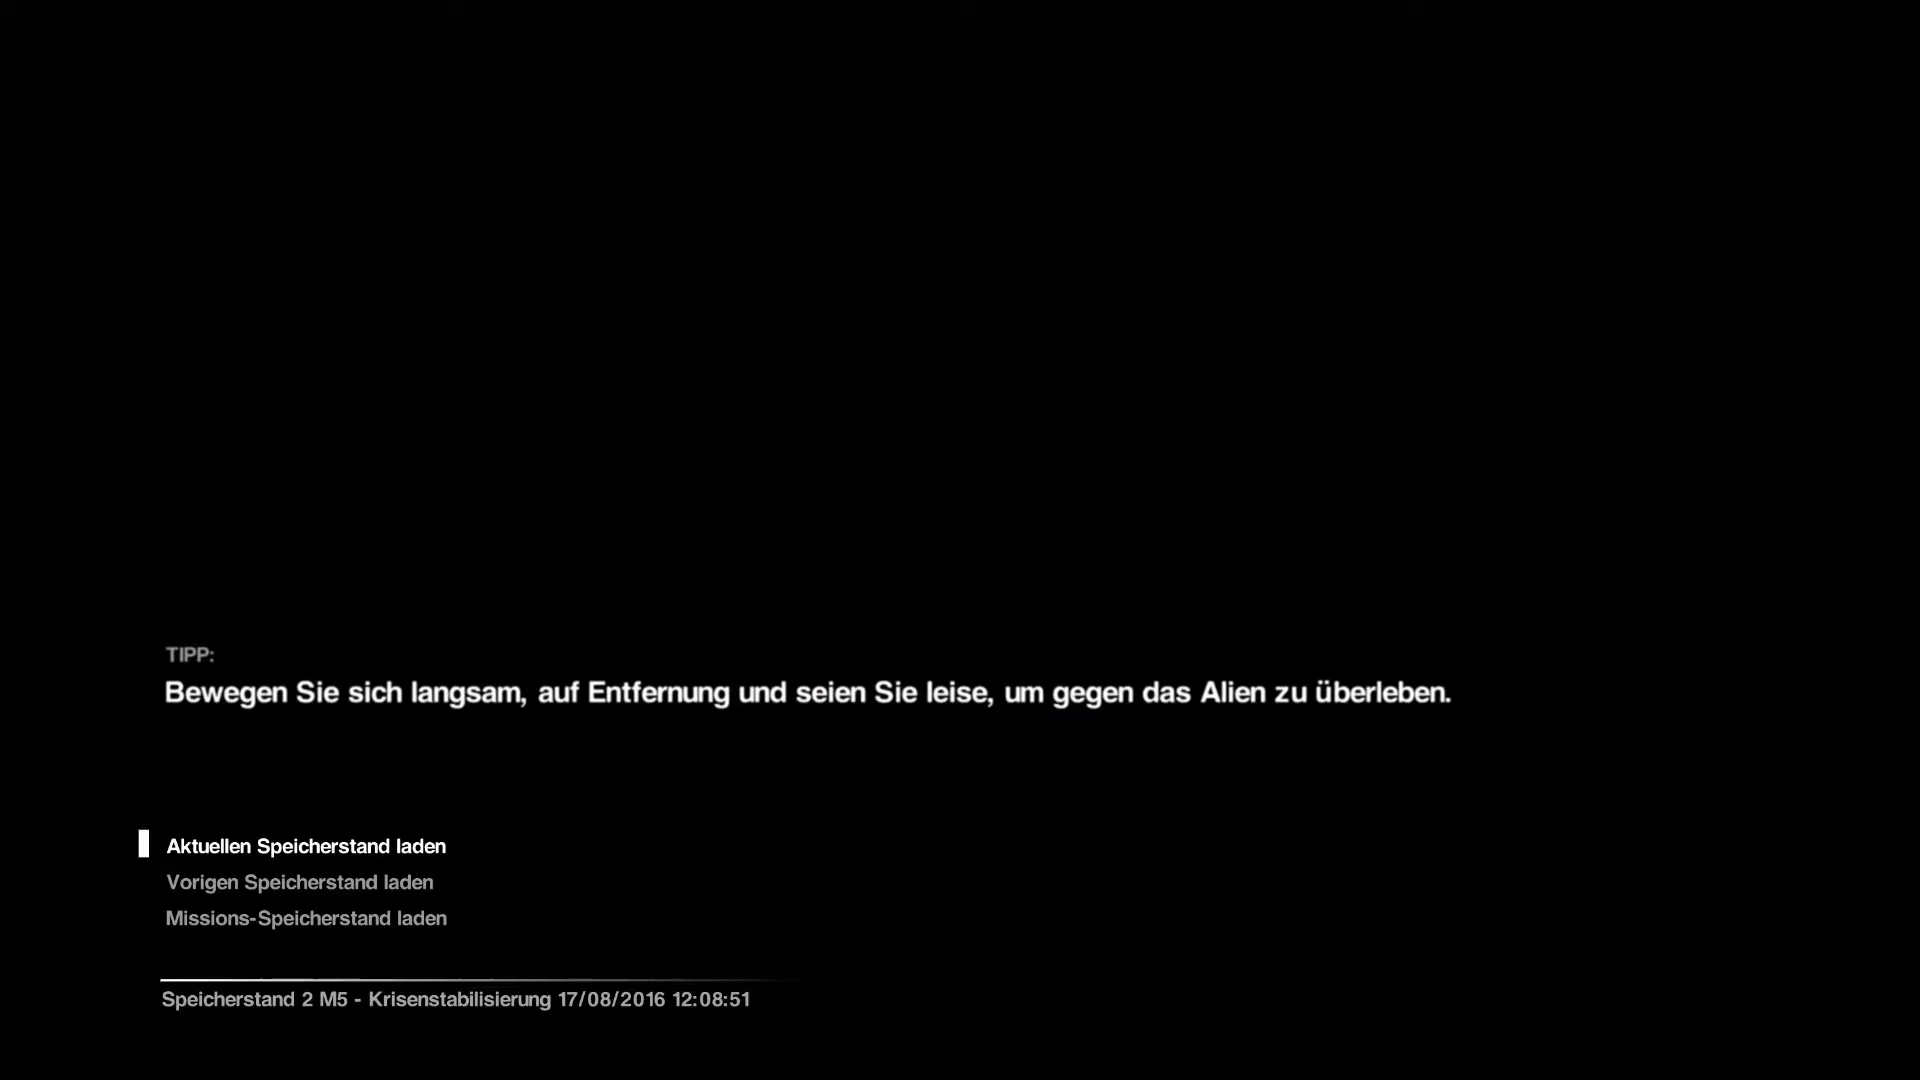 TIPP:
Bewegen Sie sich langsam, auf Entfernung und seien Sie leise, um gegen das Alien zu überleben.
Aktuellen Speicherstand laden
Vorigen Speicherstand laden
Missions-Speicherstand laden
Speicherstand 2 M5 - Krisenstabilisierung 17/08/2016 12:08:51